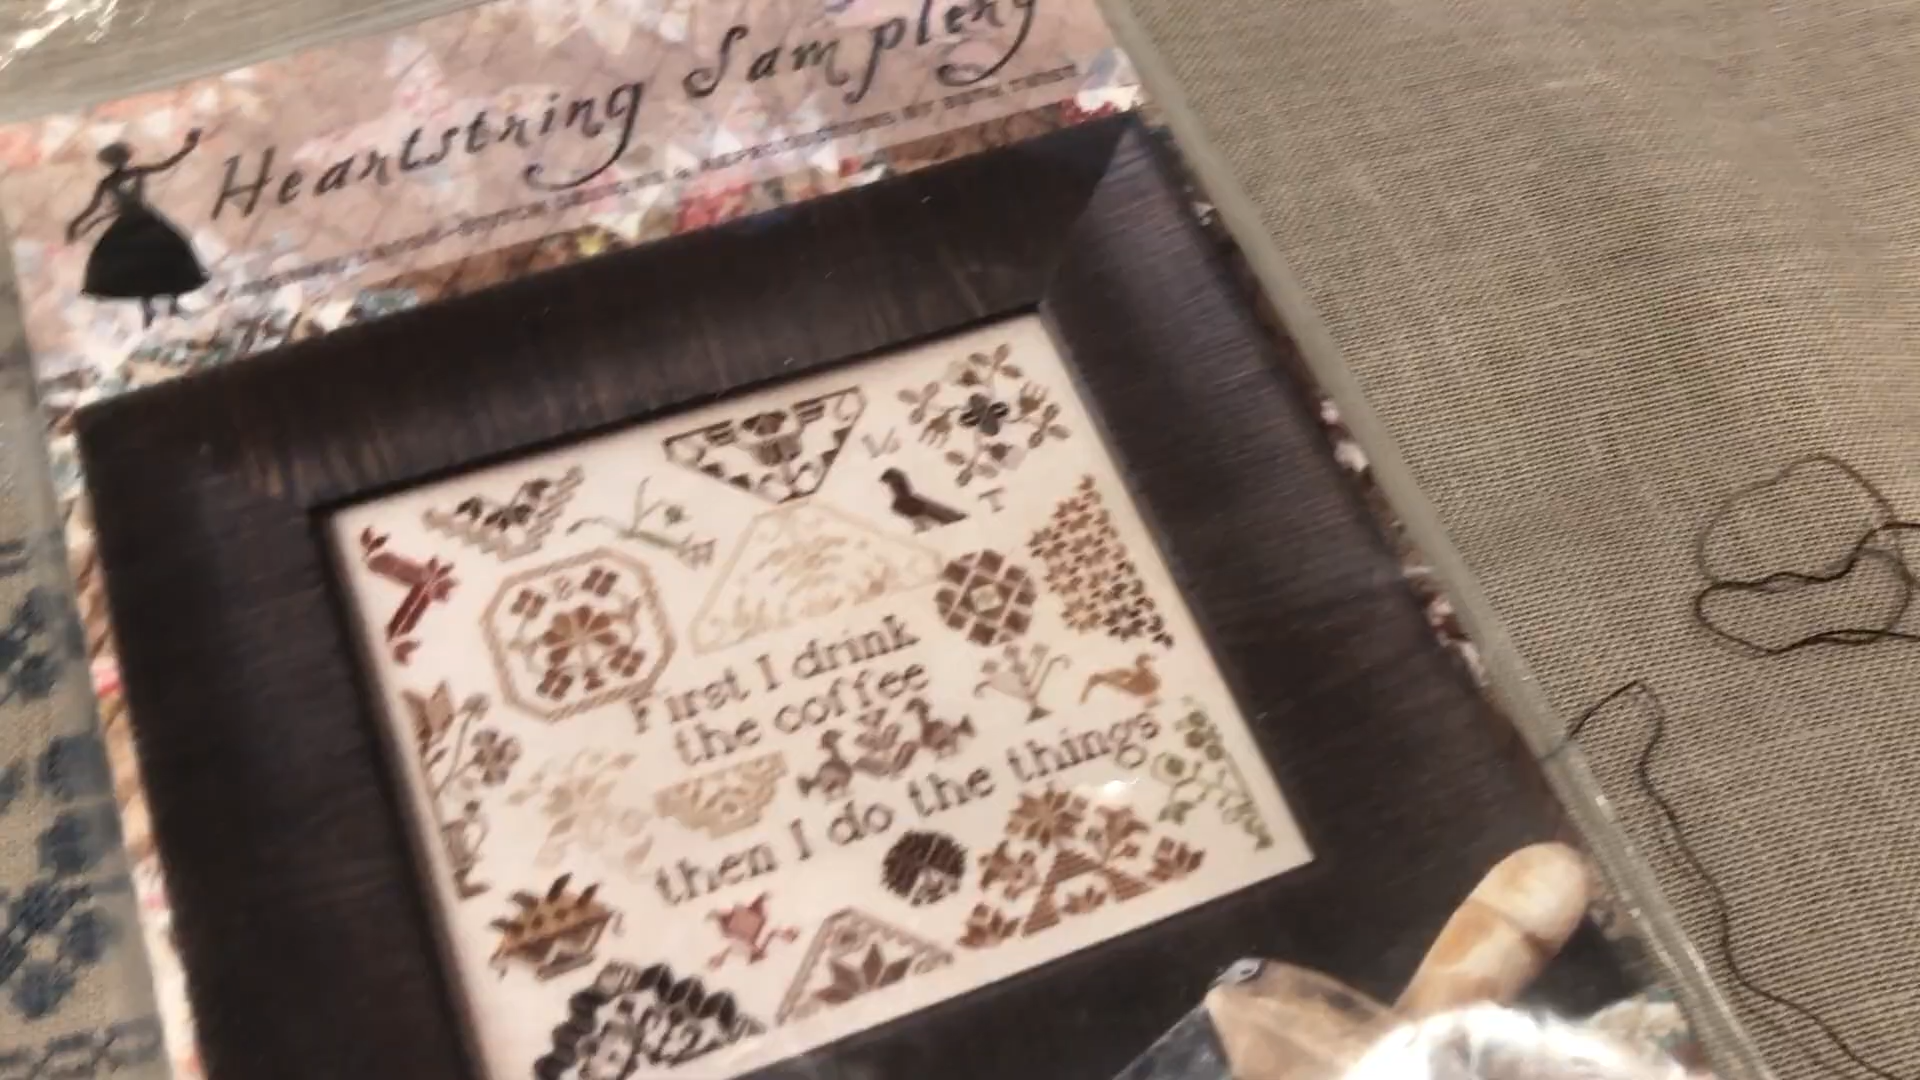 Heartstring Samplery
First I drink
the coffee
then I do the things